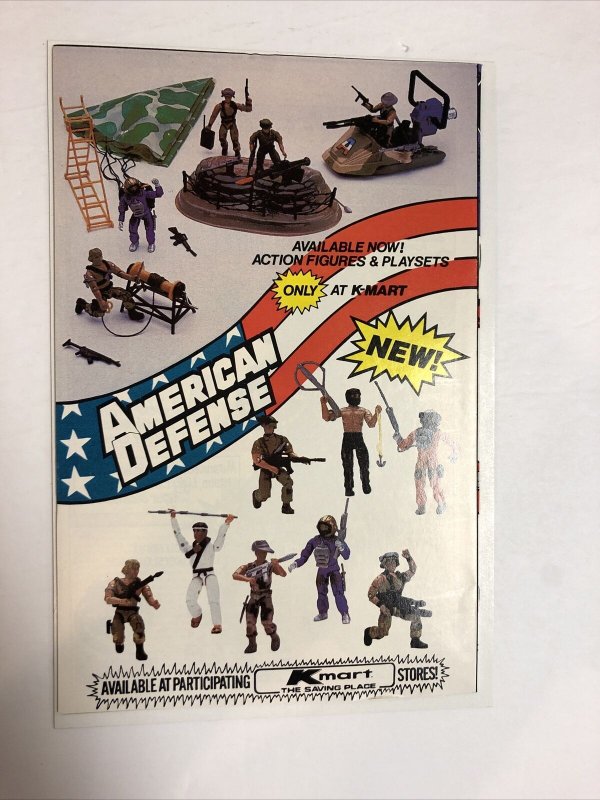 AVAILABLE NOW!
ACTION FIGURES & PLAYSETS
ONLY AT K-MART
NEW!
AMERICAN
DEFENSE
AVAILABLE AT PARTICIPATING Kmart STORES!
THE SAVING PLACE